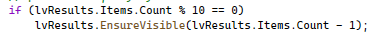 if (lvResults.Items.Count % 10 == 0)
lvResults.EnsureVisible(lvResults.Items.Count - 1);